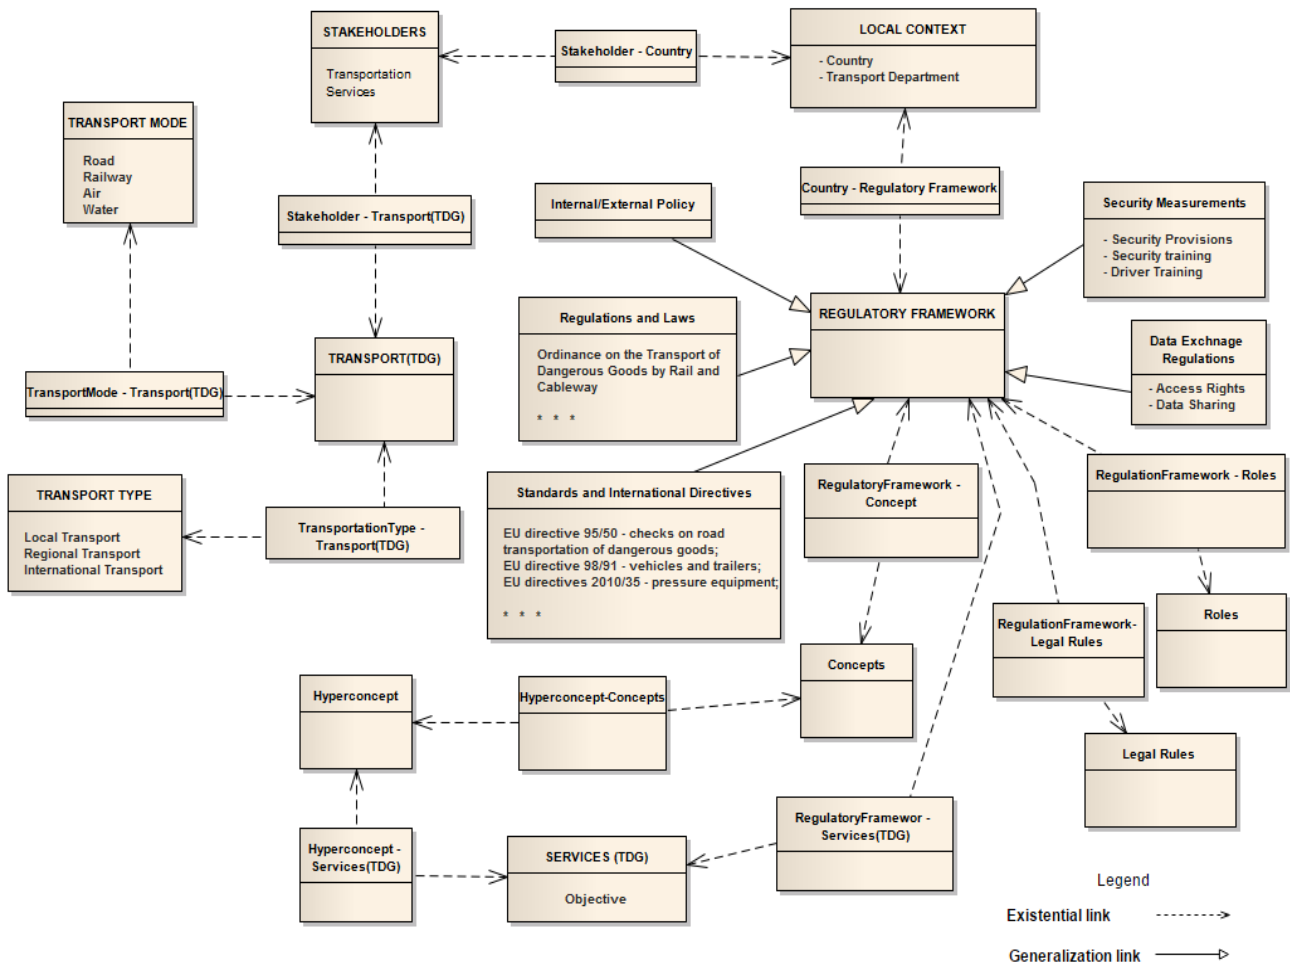 STAKEHOLDERS
Transportation
Services
Stakeholder - Country
LOCAL CONTEXT
- Country
- Transport Department
TRANSPORT MODE
Road
Railway
Air
Water
Stakeholder - Transport(TDG)
Internal/External Policy
Country - Regulatory Framework
Security Measurements
- Security Provisions
- Security training
- Driver Training
Regulations and Laws
Ordinance on the Transport of
Dangerous Goods by Rail and
Cableway
* * *
REGULATORY FRAMEWORK
Data Exchnage
Regulations
- Access Rights
- Data Sharing
TRANSPORT(TDG)
TransportMode - Transport(TDG)
TRANSPORT TYPE
Local Transport
Regional Transport
International Transport
TransportationType -
Transport(TDG)
Standards and International Directives
EU directive 95/50 - checks on road
transportation of dangerous goods;
EU directive 98/91 - vehicles and trailers;
EU directives 2010/35 - pressure equipment;
* * *
RegulatoryFramework -
Concept
RegulationFramework - Roles
RegulationFramework-
Legal Rules
Roles
Hyperconcept
Hyperconcept-Concepts
Concepts
Legal Rules
Hyperconcept -
Services(TDG)
SERVICES (TDG)
Objective
RegulatoryFramewor -
Services(TDG)
Legend
Existential link
Generalization link